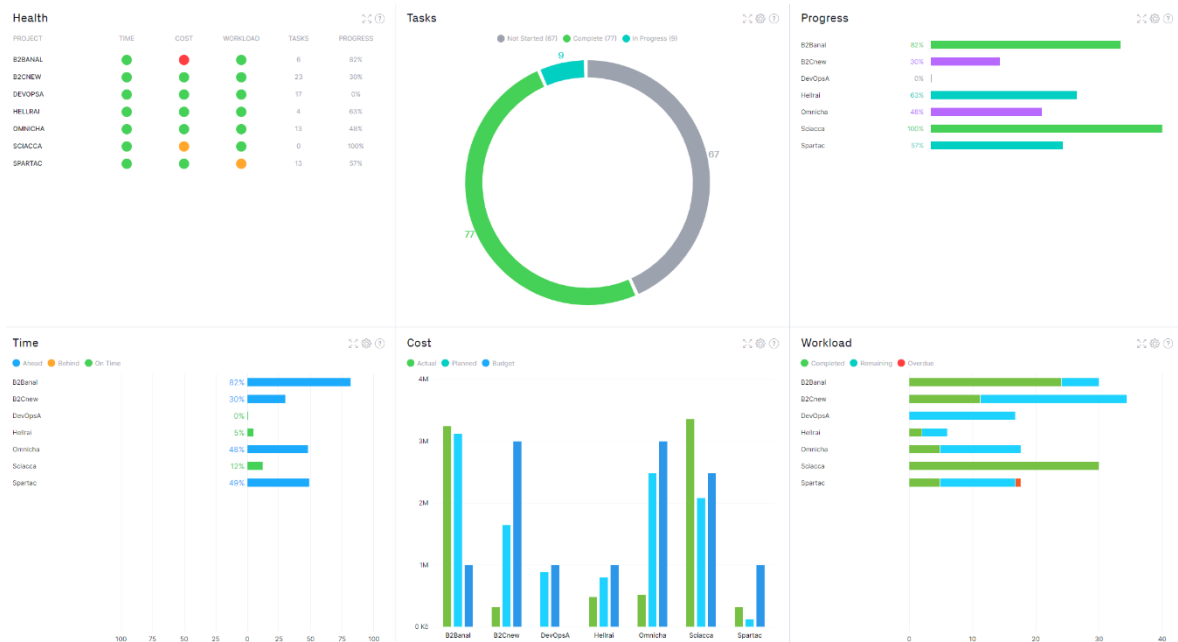 Health
PROJECT TIME COST WORKLOAD TASKS PROGRESS
B2BANAL 6 82%
B2CNEW 23 30%
DEVOPSA 17 0%
HELLRAI 4 63%
OMNICHA 13 48%
SCIACCA 0 100%
SPARTAC 13 57%
Tasks
Not Started (67) Complete (77) In Progress (9)
9
67
77
Progress
B2Banal 82%
B2Cnew 30%
DevOpsA 0%
Hellrai 63%
Omnicha 48%
Sciacca 100%
Spartac 57%
Time
Ahead Behind On Time
B2Banal 82%
B2Cnew 30%
DevOpsA 0%
Hellrai 5%
Omnicha 48%
Sciacca 12%
Spartac 49%
100 75 50 25 0 25 50 75 100
Cost
Actual Planned Budget
4M
3M
2M
1M
0 Kč
B2Banal B2Cnew DevOpsA Hellrai Omnicha Sciacca Spartac
Workload
Completed Remaining Overdue
B2Banal
B2Cnew
DevOpsA
Hellrai
Omnicha
Sciacca
Spartac
0 10 20 30 40